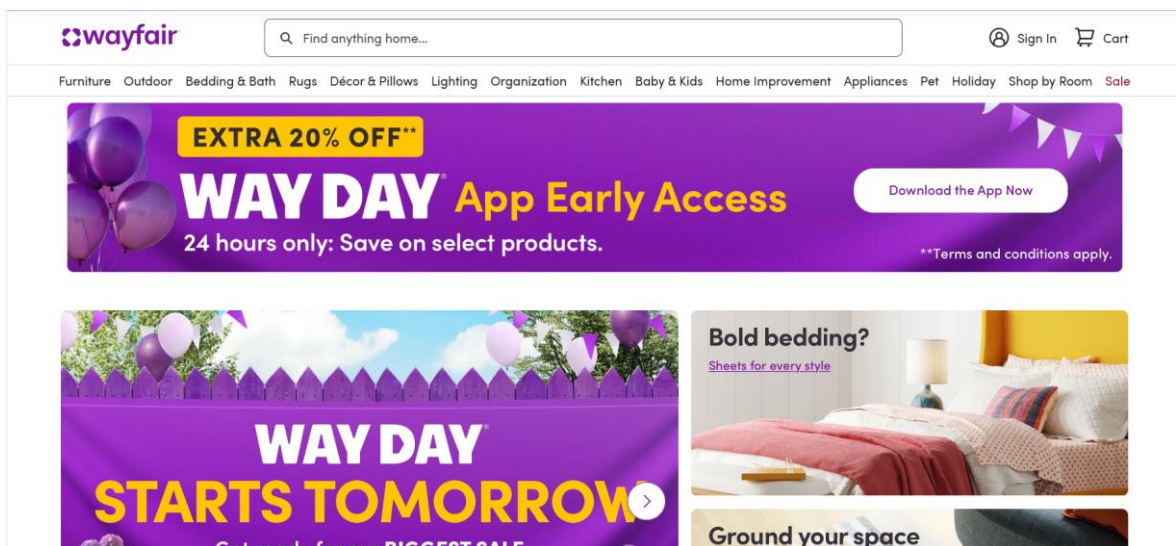 wayfair
Find anything home...
Sign In
Cart
Furniture Outdoor Bedding & Bath Rugs Décor & Pillows Lighting Organization Kitchen Baby & Kids Home Improvement Appliances Pet Holiday Shop by Room Sale
EXTRA 20% OFF**
WAY DAY® App Early Access
Download the App Now
24 hours only: Save on select products.
**Terms and conditions apply.
WAY DAY®
STARTS TOMORROW
BIGGEST SALE
Bold bedding?
Sheets for every style
Ground your space